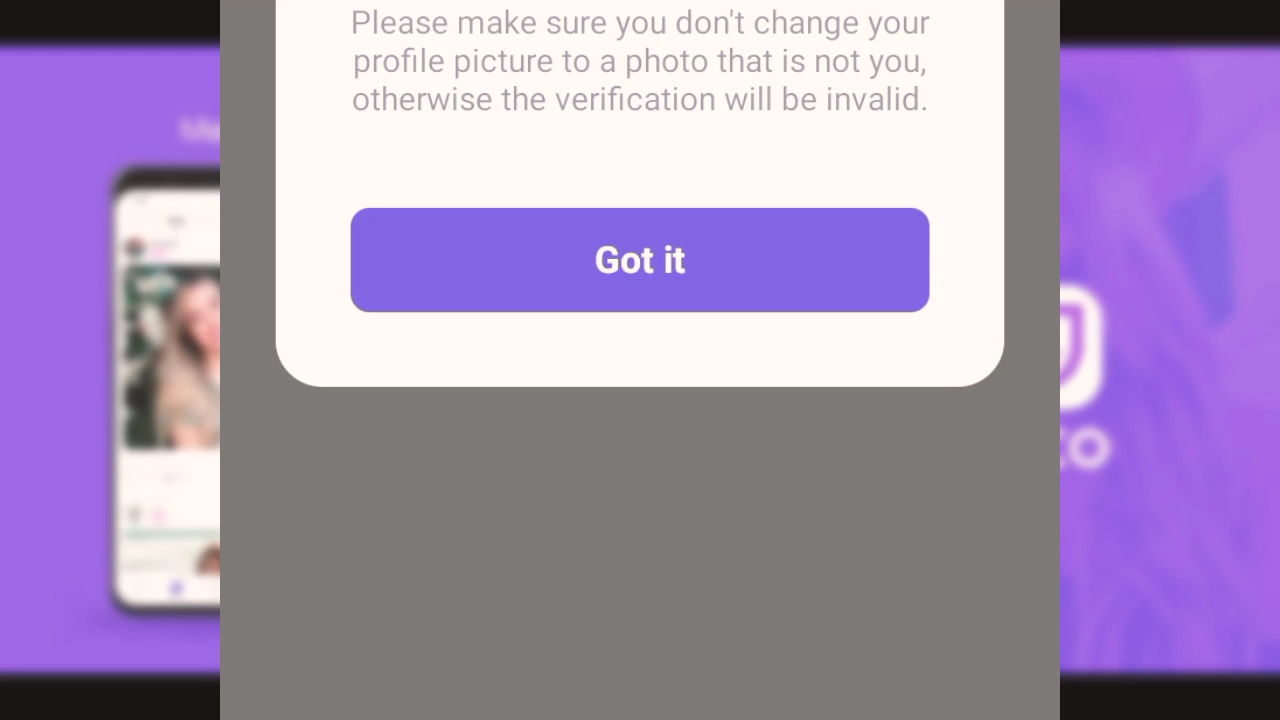 Please make sure you don't change your
profile picture to a photo that is not you,
otherwise the verification will be invalid.
Got it